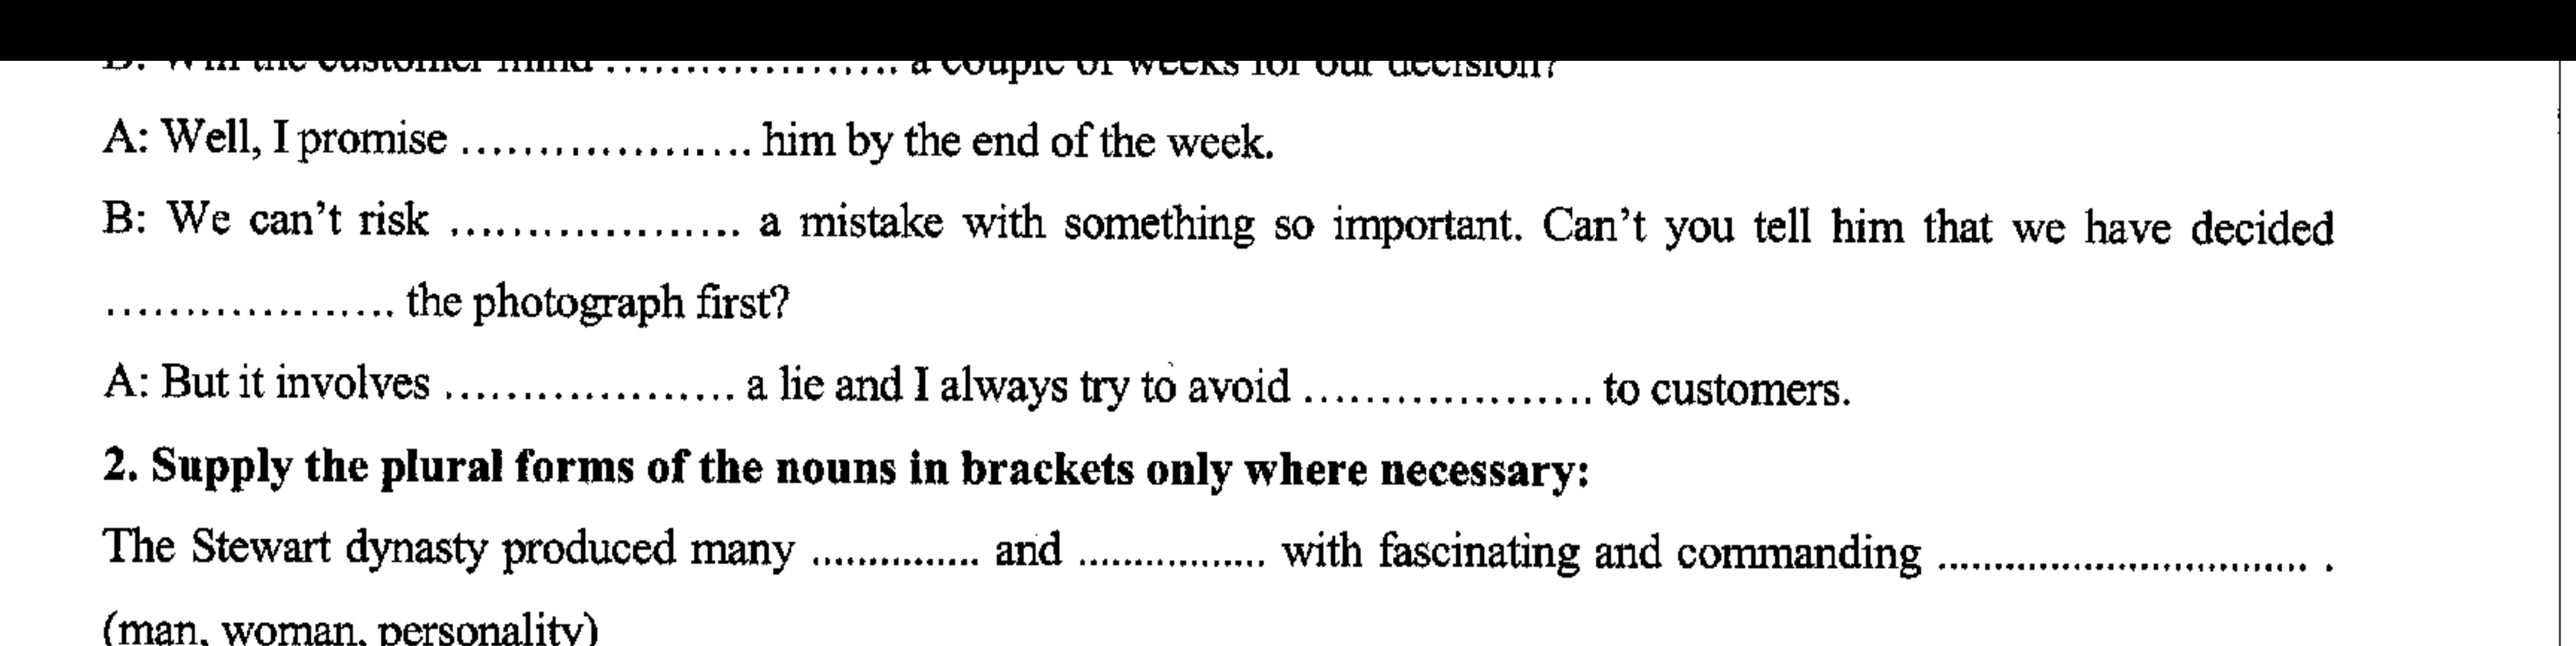 B: Will the customer mind .................... a couple of weeks for our decision?
A: Well, I promise ................... him by the end of the week.
B: We can't risk ................... a mistake with something so important. Can't you tell him that we have decided
................... the photograph first?
A: But it involves ................... a lie and I always try to avoid ................... to customers.
2. Supply the plural forms of the nouns in brackets only where necessary:
The Stewart dynasty produced many ............... and ................. with fascinating and commanding ................................. .
(man, woman, personality)